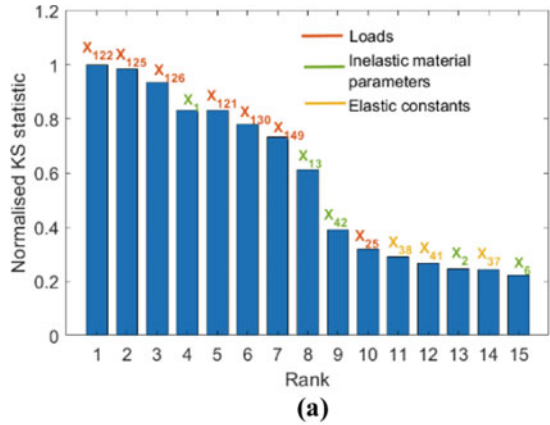 1.2
1
0.8
0.6
0.4
0.2
0
Normalised KS statistic
X122
X125
X126
X1
X121
X130
X149
X13
X42
X25
X38
X41
X2
X37
X6
Loads
Inelastic material
parameters
Elastic constants
1 2 3 4 5 6 7 8 9 10 11 12 13 14 15
Rank
(a)